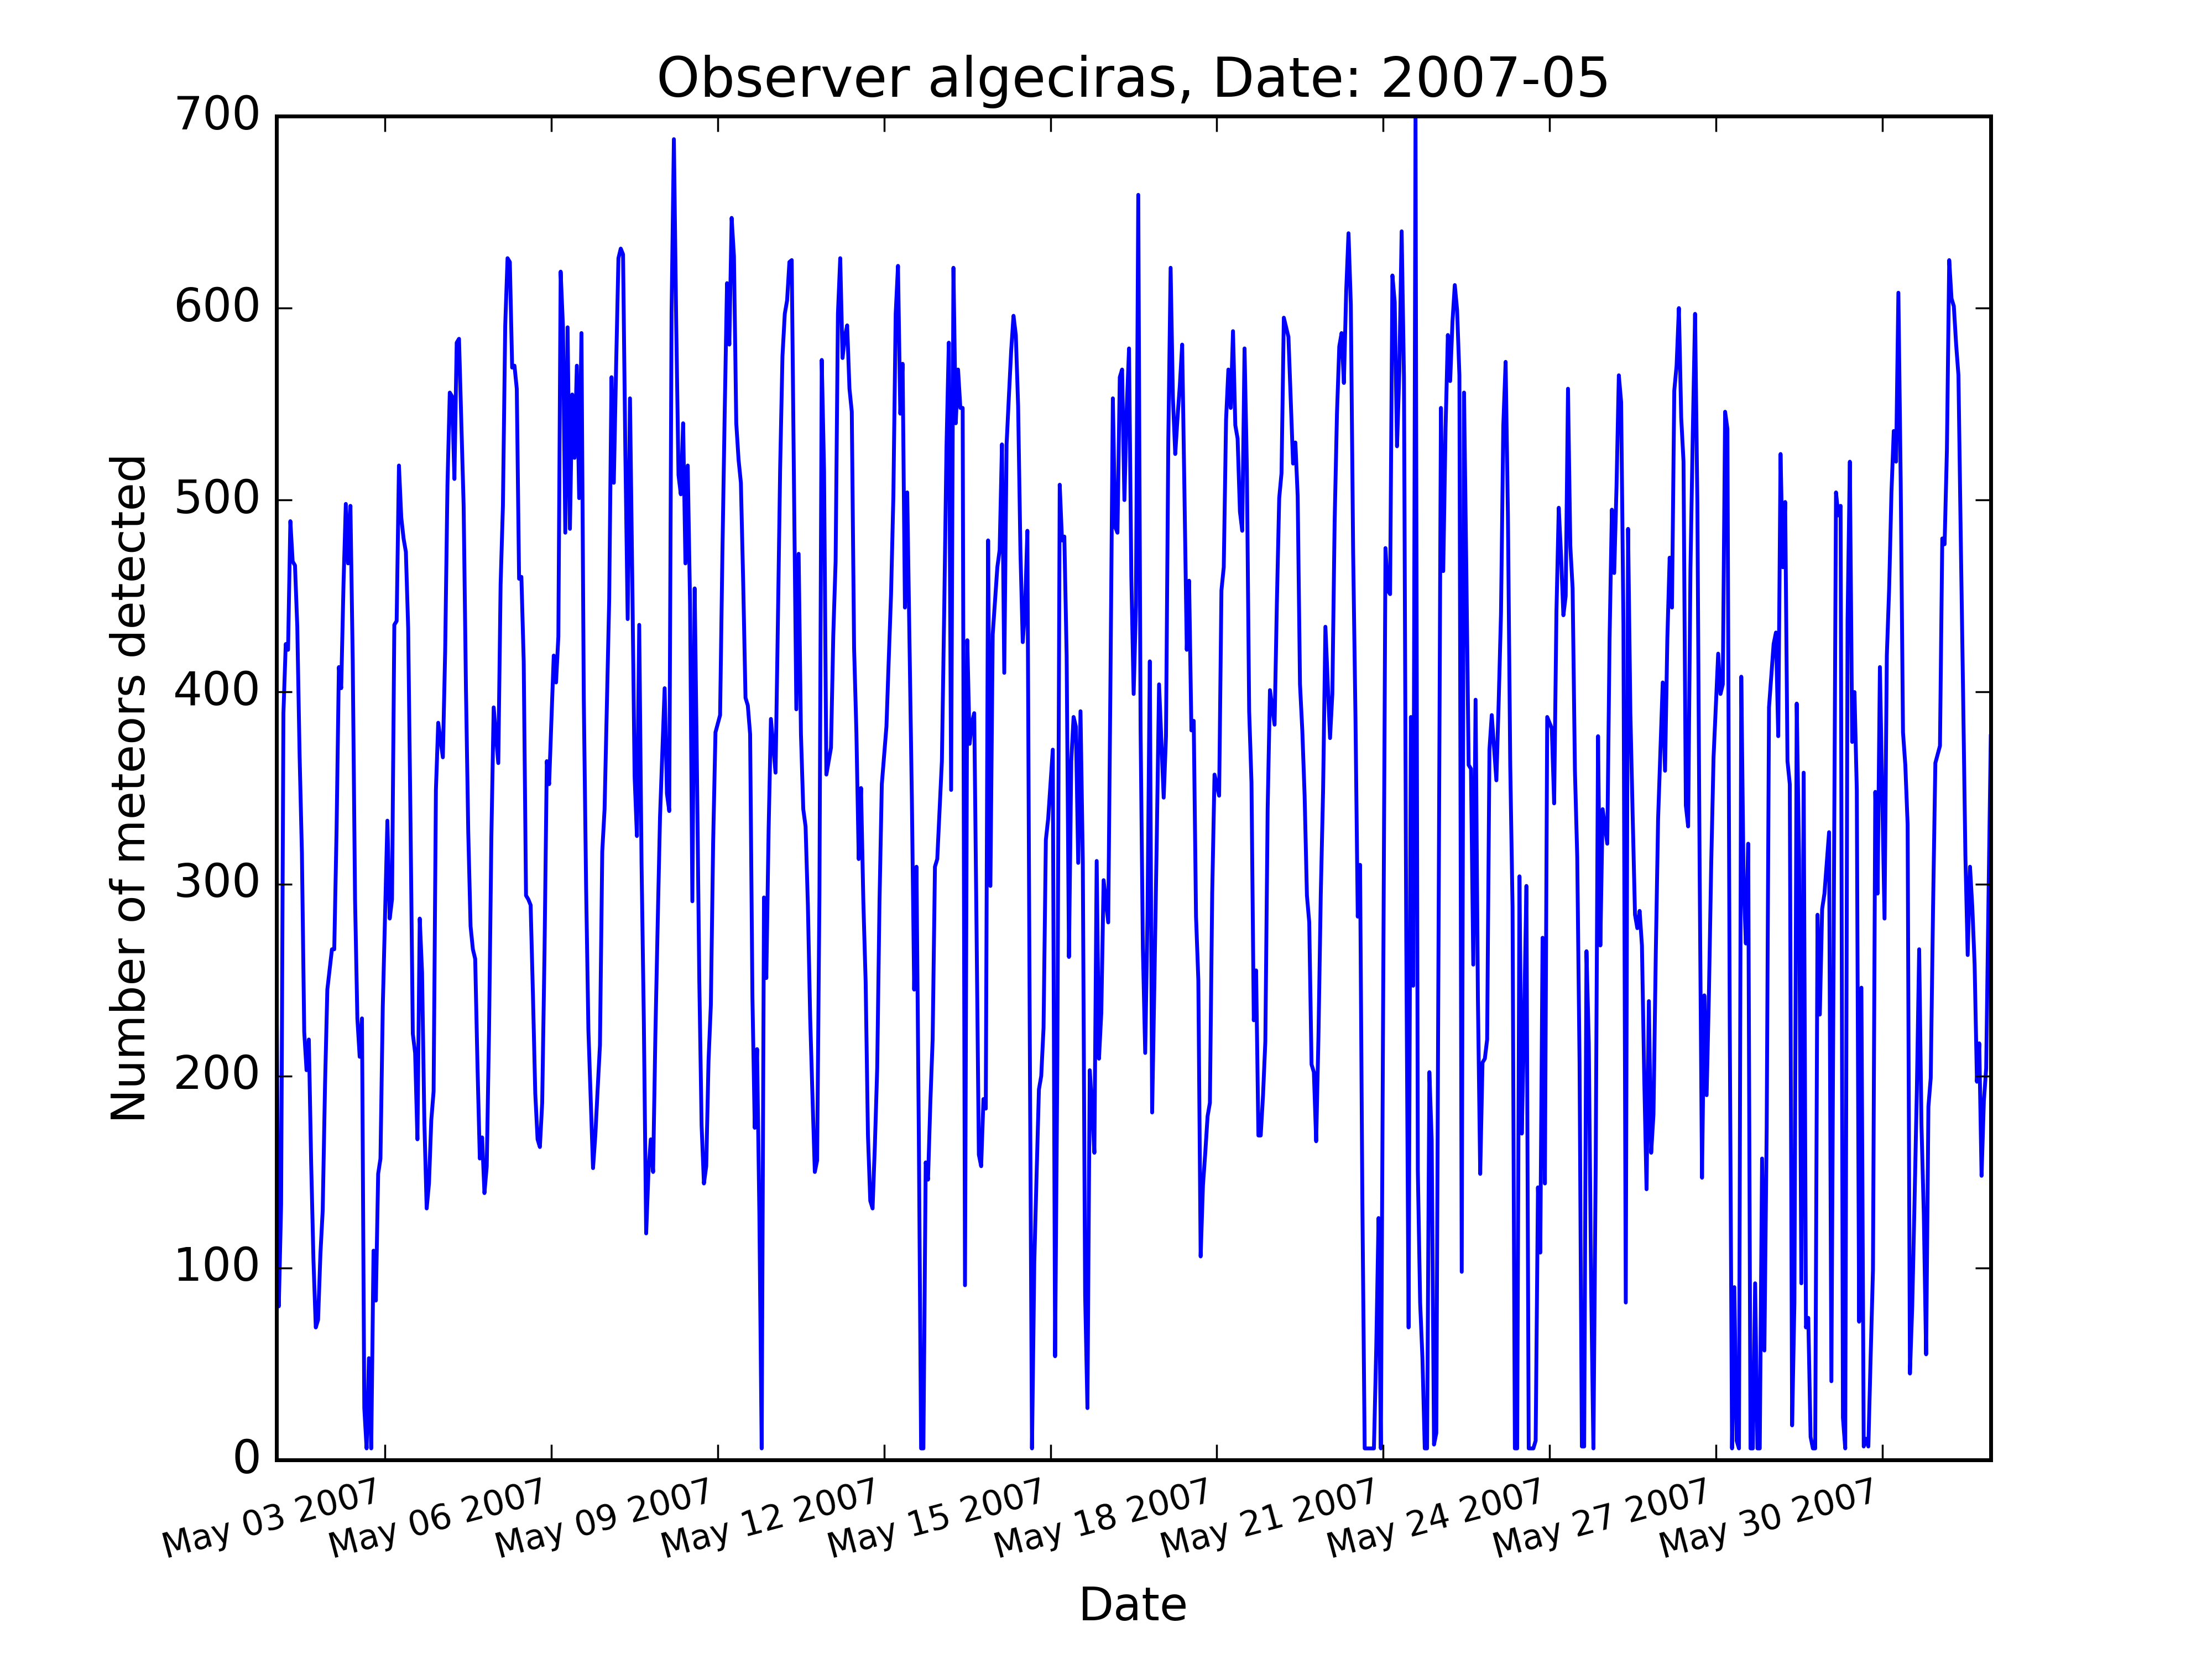 Observer algeciras, Date: 2007-05
Number of meteors detected
700
600
500
400
300
200
100
0
May 03 2007
May 06 2007
May 09 2007
May 12 2007
May 15 2007
May 18 2007
May 21 2007
May 24 2007
May 27 2007
May 30 2007
Date